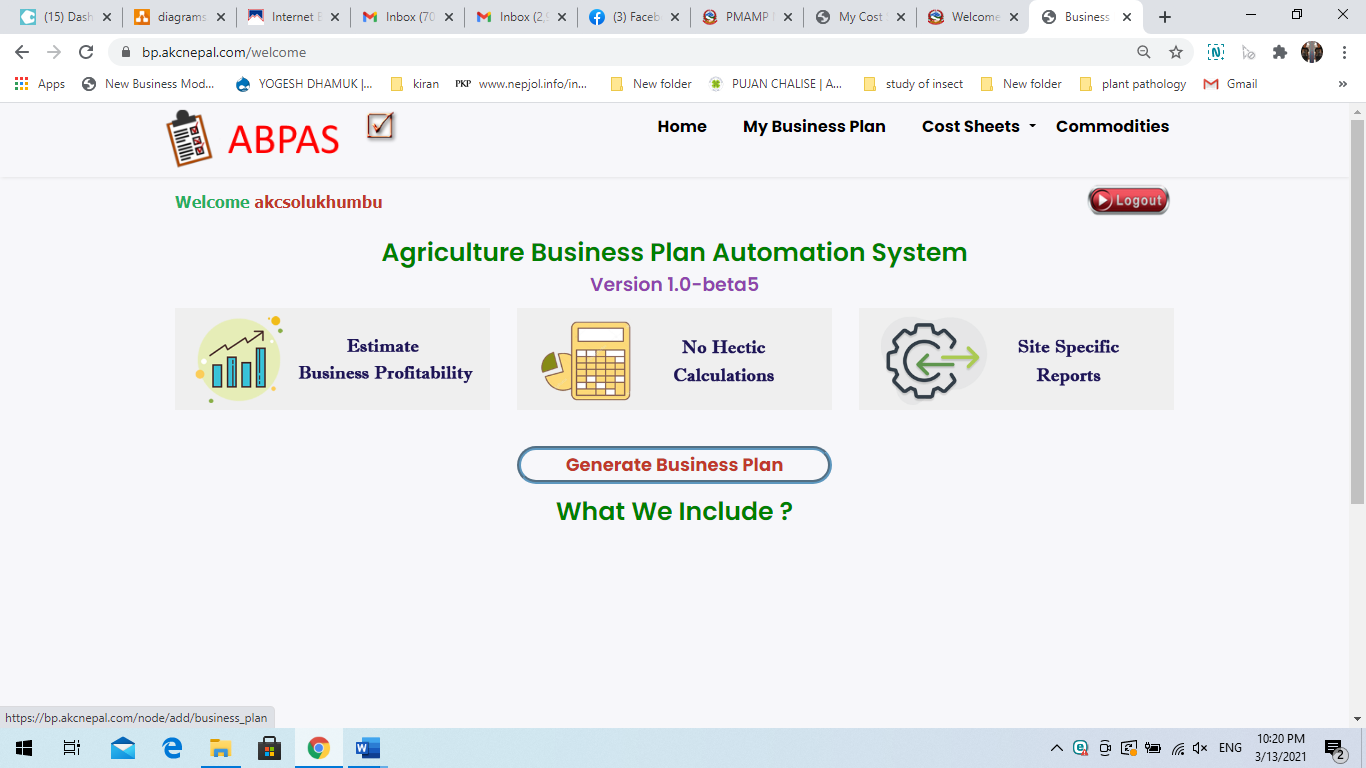 (15) Dash
diagrams
Internet E
Inbox (70
Inbox (2,
(3) Faceb
PMAMP
My Cost
Welcome
Business
bp.akcnepal.com/welcome
Apps
New Business Mod...
YOGESH DHAMUK |...
kiran
PKP www.nepjol.info/in...
New folder
PUJAN CHALISE | A...
study of insect
New folder
plant pathology
Gmail
»
ABPAS
Home
My Business Plan
Cost Sheets
Commodities
Welcome akcsolukhumbu
Logout
Agriculture Business Plan Automation System
Version 1.0-beta5
Estimate
Business Profitability
No Hectic
Calculations
Site Specific
Reports
Generate Business Plan
What We Include ?
https://bp.akcnepal.com/node/add/business_plan
ENG
10:20 PM
3/13/2021
2